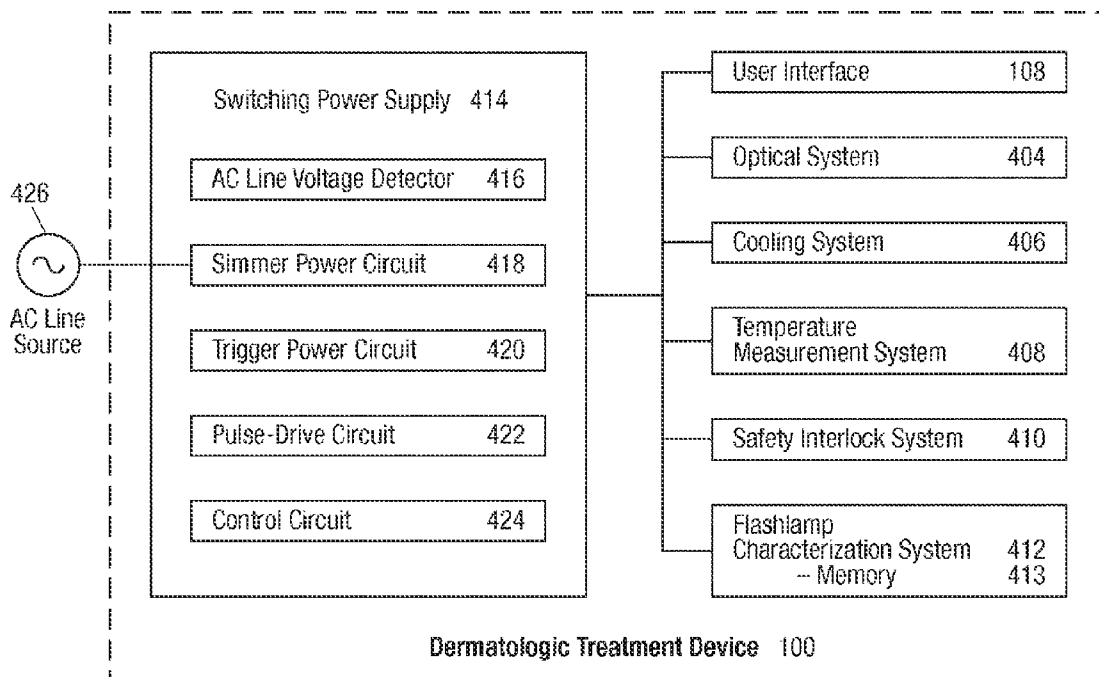 Switching Power Supply 414
AC Line Voltage Detector 416
Simmer Power Circuit 418
Trigger Power Circuit 420
Pulse-Drive Circuit 422
Control Circuit 424
426
AC Line
Source
User Interface 108
Optical System 404
Cooling System 406
Temperature
Measurement System 408
Safety Interlock System 410
Flashlamp
Characterization System 412
-- Memory 413
Dermatologic Treatment Device 100